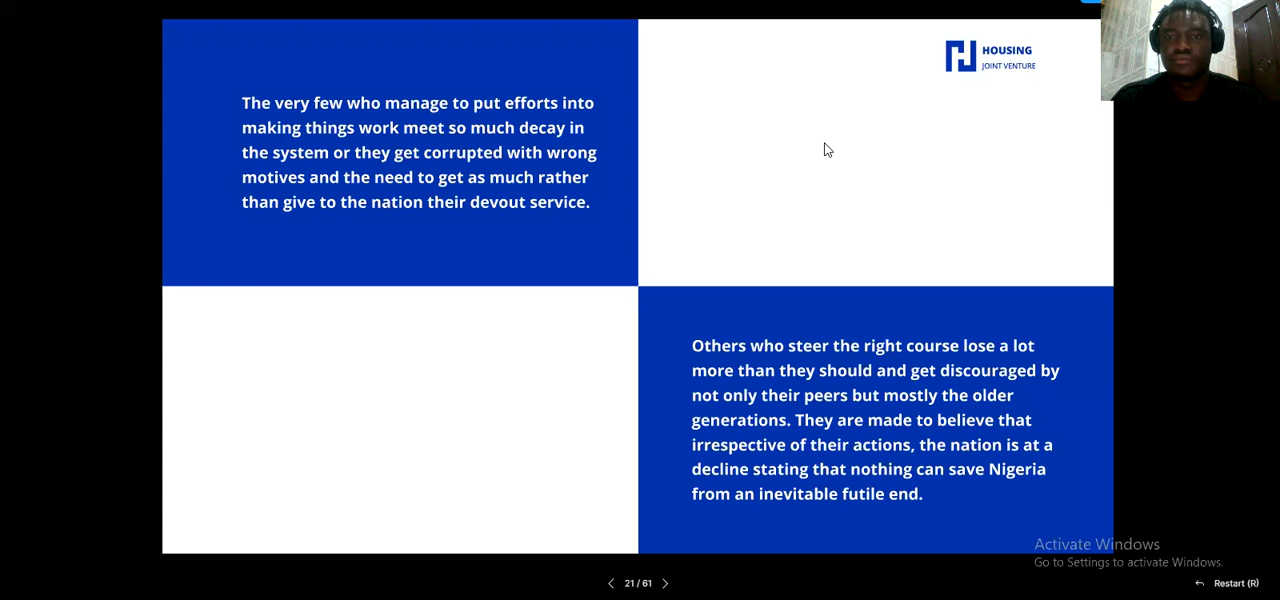 HOUSING
JOINT VENTURE
The very few who manage to put efforts into
making things work meet so much decay in
the system or they get corrupted with wrong
motives and the need to get as much rather
than give to the nation their devout service.
Others who steer the right course lose a lot
more than they should and get discouraged by
not only their peers but mostly the older
generations. They are made to believe that
irrespective of their actions, the nation is at a
decline stating that nothing can save Nigeria
from an inevitable futile end.
Activate Windows
Go to Settings to activate Windows.
21 / 61
Restart (R)